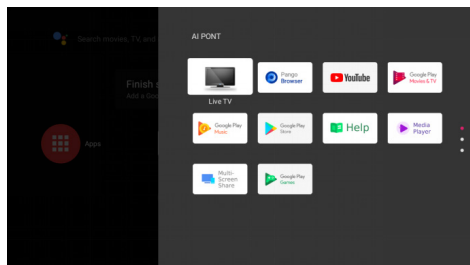 Search movies, TV, and
AI PONT
Finish s
Add a Goo
Apps
Live TV
Pango
Browser
YouTube
Google Play
Movies & TV
Google Play
Music
Google Play
Store
Help
Media
Player
Multi-
Screen
Share
Google Play
Games